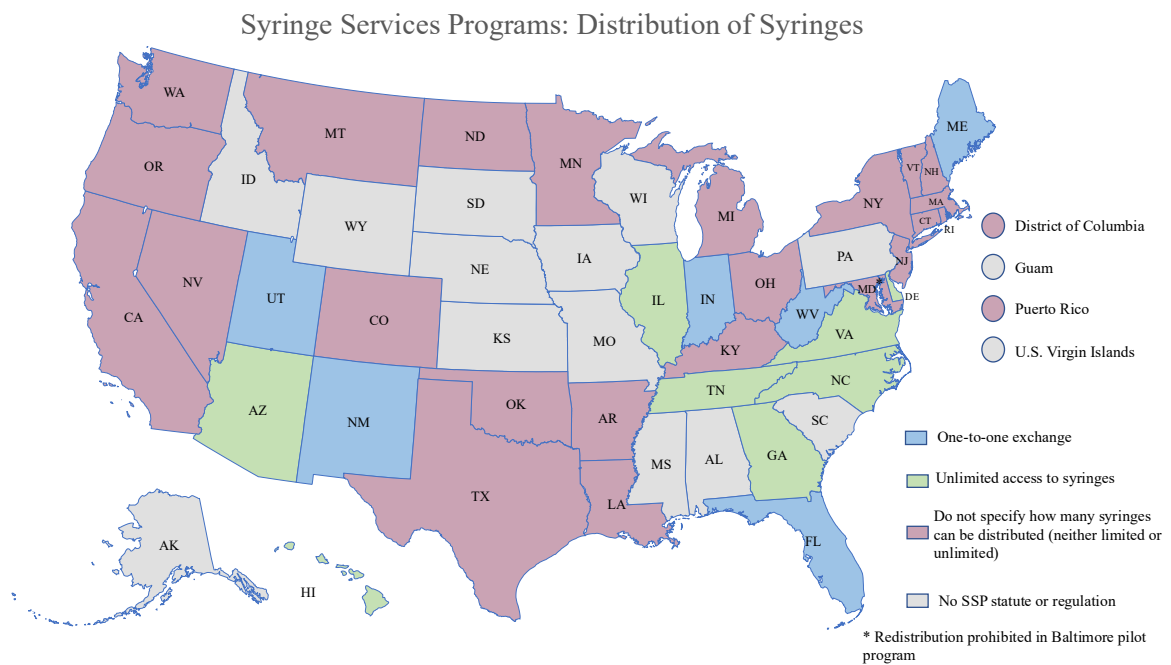 Syringe Services Programs: Distribution of Syringes
WA
MT
ND
MN
ME
OR
ID
VT
NH
WI
SD
NY
MA
MI
CT
RI
District of Columbia
WY
PA
IA
NJ
Guam
NE
NV
OH
MD
*
DE
UT
IL
IN
Puerto Rico
CA
CO
WV
VA
KS
MO
KY
U.S. Virgin Islands
TN
NC
AZ
OK
AR
NM
SC
GA
One-to-one exchange
MS
AL
Unlimited access to syringes
TX
LA
Do not specify how many syringes
can be distributed (neither limited or
unlimited)
AK
FL
HI
No SSP statute or regulation
* Redistribution prohibited in Baltimore pilot
program